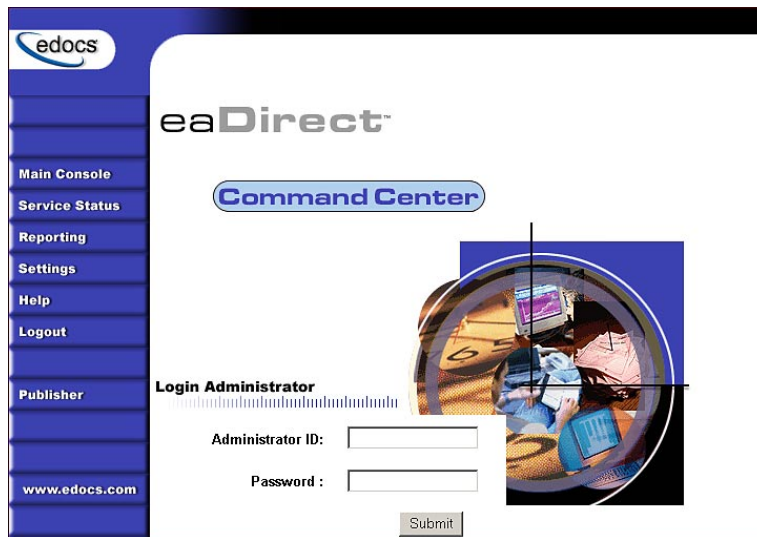 edocs
eaDirect™
Command Center
Main Console
Service Status
Reporting
Settings
Help
Logout
Publisher
www.edocs.com
Login Administrator
Administrator ID:
Password :
Submit